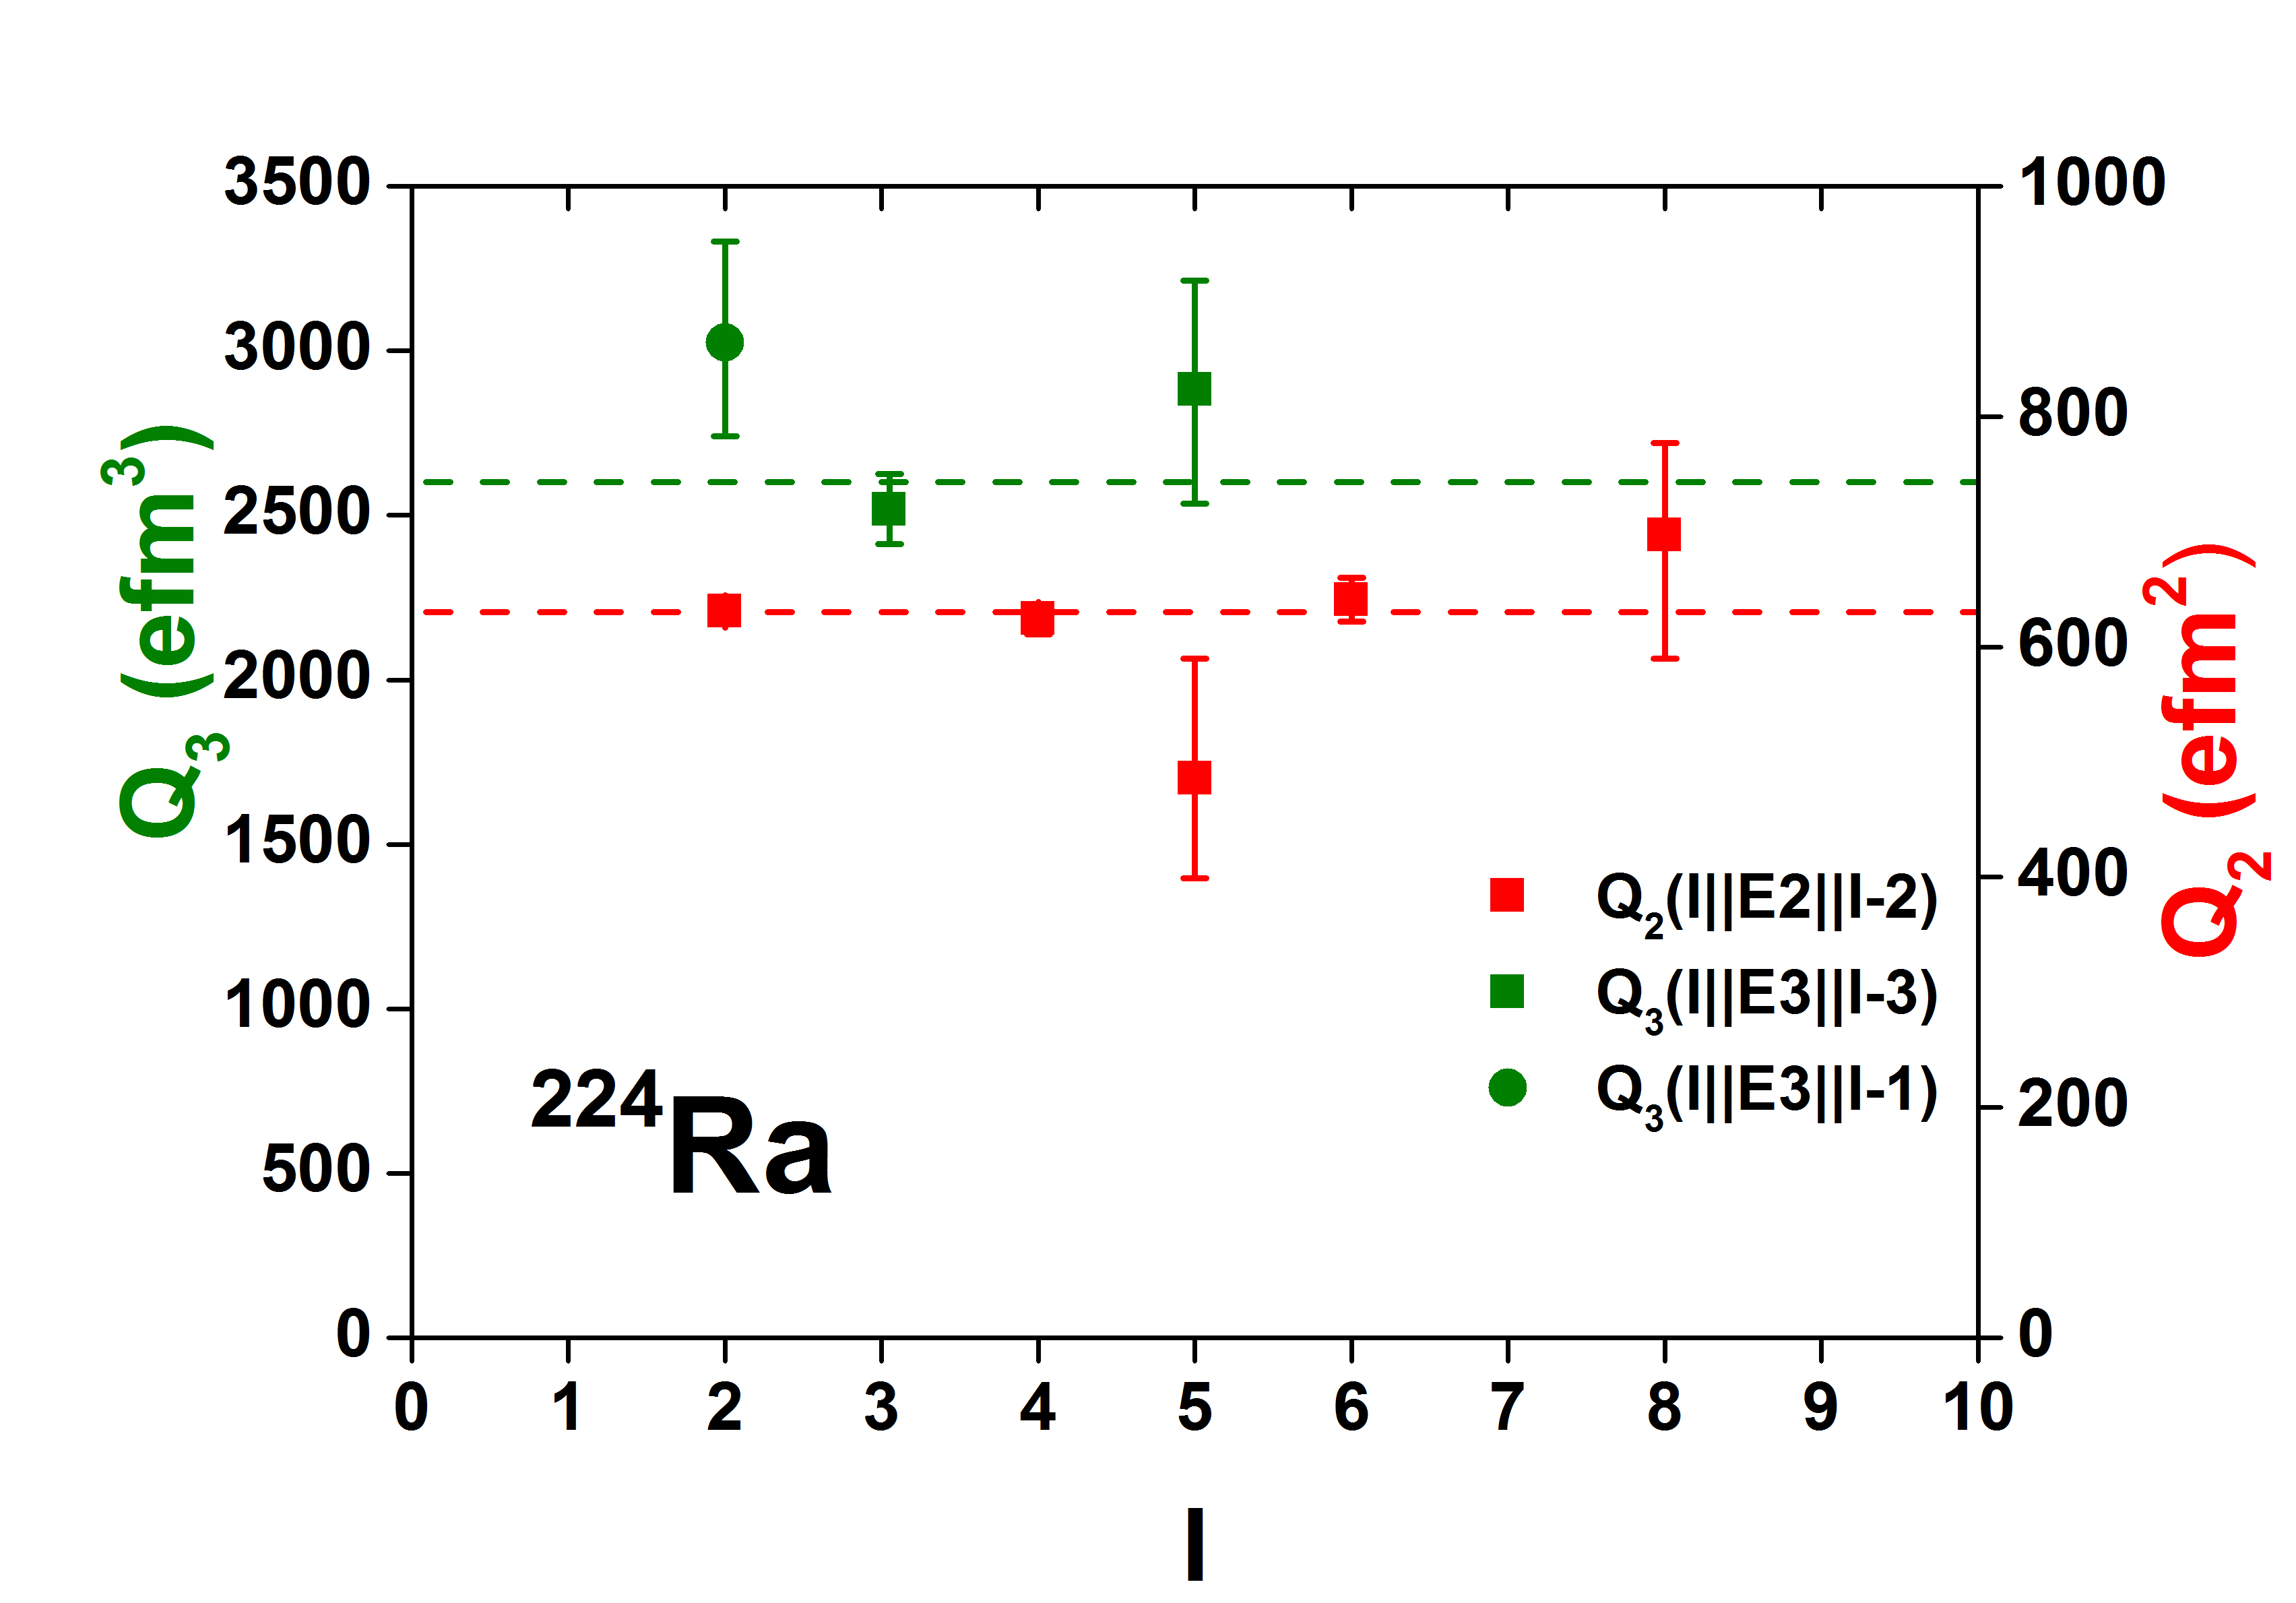 3500
3000
2500
2000
1500
1000
500
0
Q₃ (efm³)
1000
800
600
400
200
0
Q₂ (efm²)
Q₂(I||E2||I-2)
Q₃(I||E3||I-3)
Q₃(I||E3||I-1)
²²⁴Ra
0 1 2 3 4 5 6 7 8 9 10
I